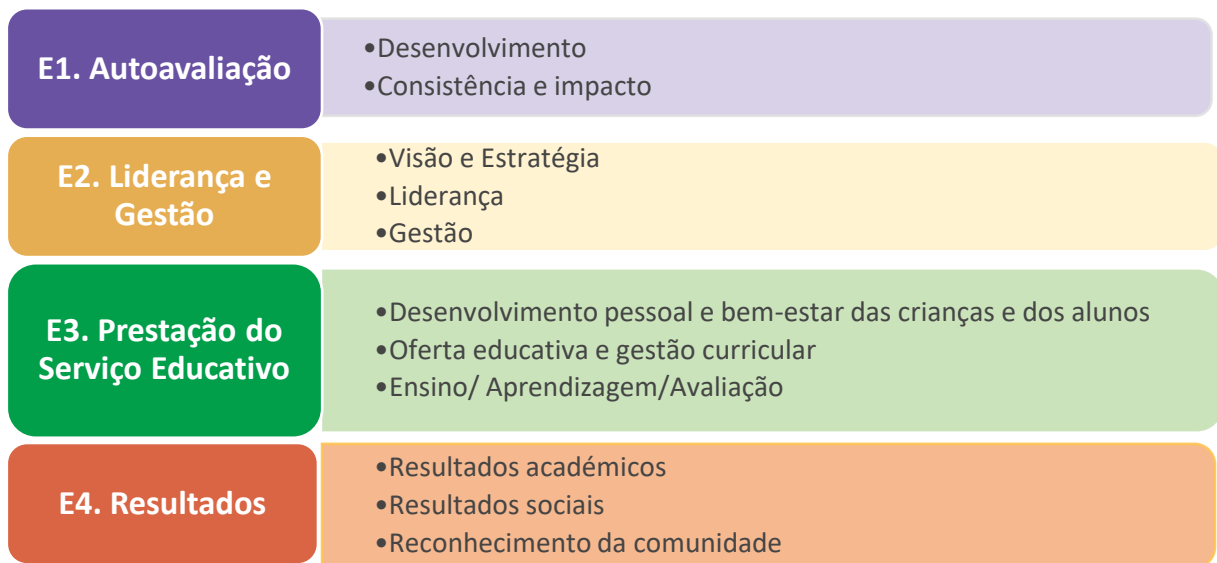 E1. Autoavaliação
•Desenvolvimento
•Consistência e impacto
E2. Liderança e
Gestão
•Visão e Estratégia
•Liderança
•Gestão
E3. Prestação do
Serviço Educativo
•Desenvolvimento pessoal e bem-estar das crianças e dos alunos
•Oferta educativa e gestão curricular
•Ensino/ Aprendizagem/Avaliação
E4. Resultados
•Resultados académicos
•Resultados sociais
•Reconhecimento da comunidade